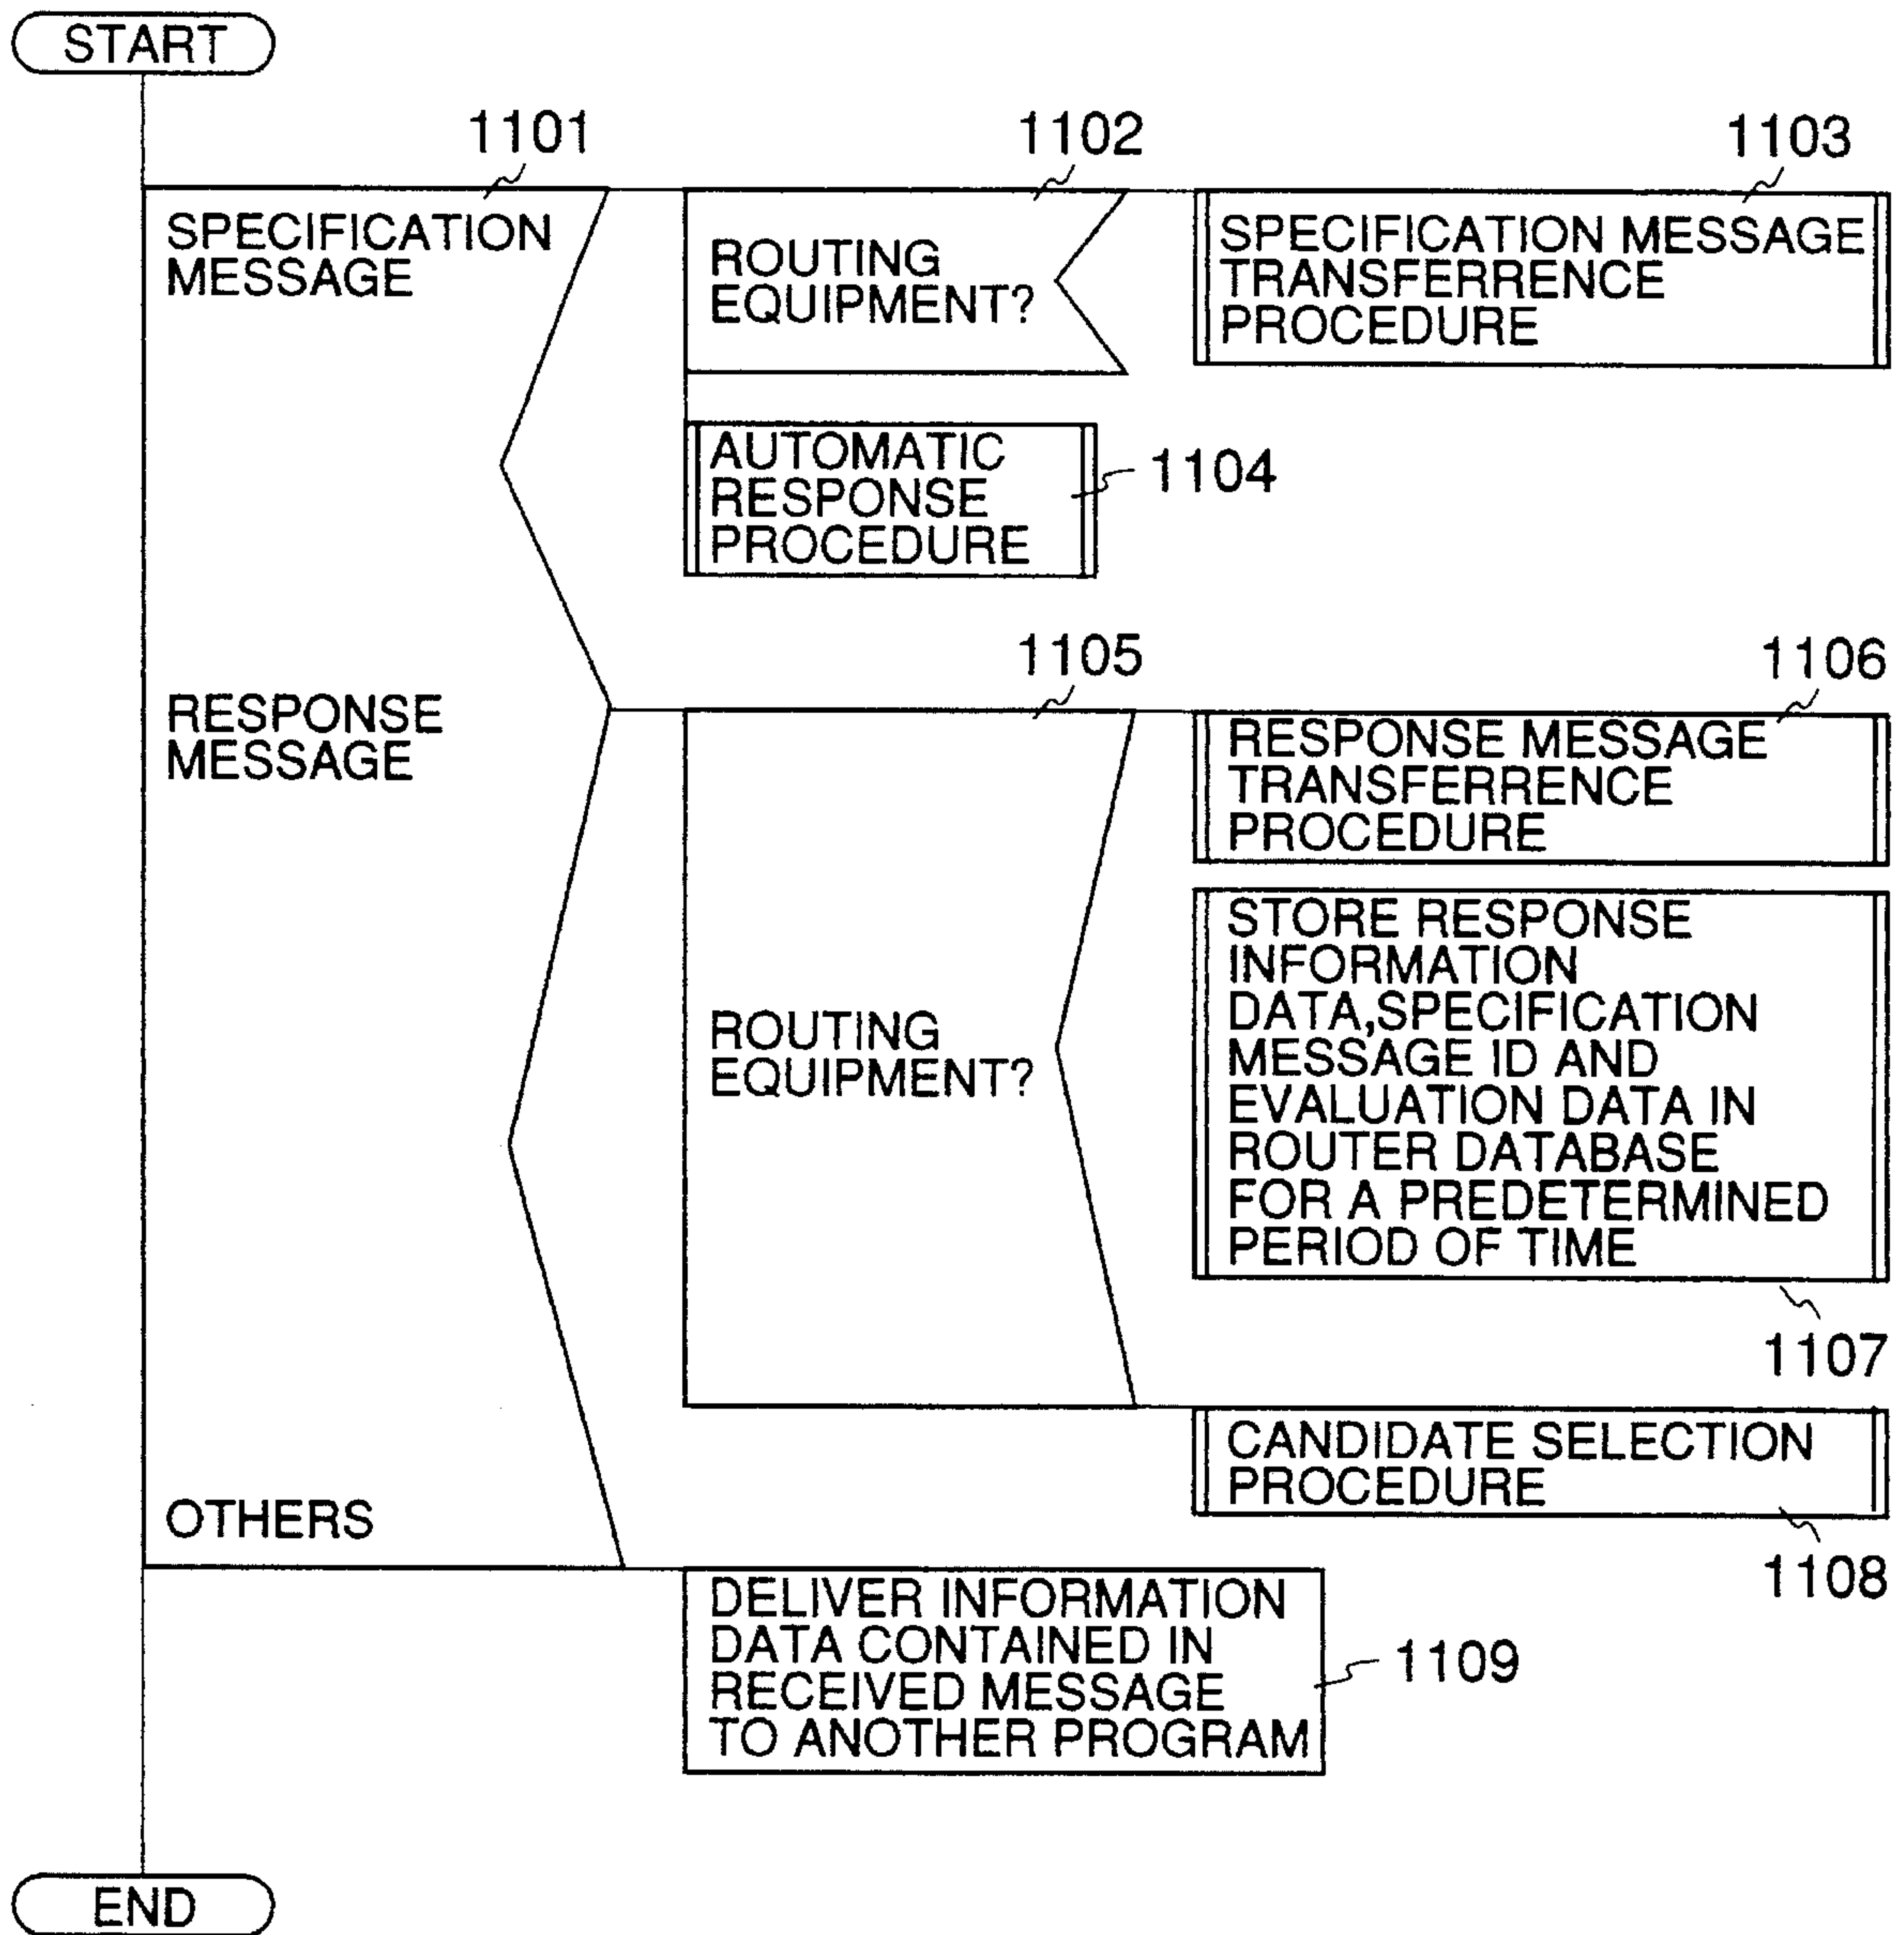 START
1101
1102
1103
SPECIFICATION
MESSAGE
ROUTING
EQUIPMENT?
SPECIFICATION MESSAGE
TRANSFERRENCE
PROCEDURE
AUTOMATIC
RESPONSE
PROCEDURE
1104
1105
1106
RESPONSE
MESSAGE
RESPONSE MESSAGE
TRANSFERRENCE
PROCEDURE
ROUTING
EQUIPMENT?
STORE RESPONSE
INFORMATION
DATA,SPECIFICATION
MESSAGE ID AND
EVALUATION DATA IN
ROUTER DATABASE
FOR A PREDETERMINED
PERIOD OF TIME
1107
CANDIDATE SELECTION
PROCEDURE
1108
OTHERS
DELIVER INFORMATION
DATA CONTAINED IN
RECEIVED MESSAGE
TO ANOTHER PROGRAM
1109
END